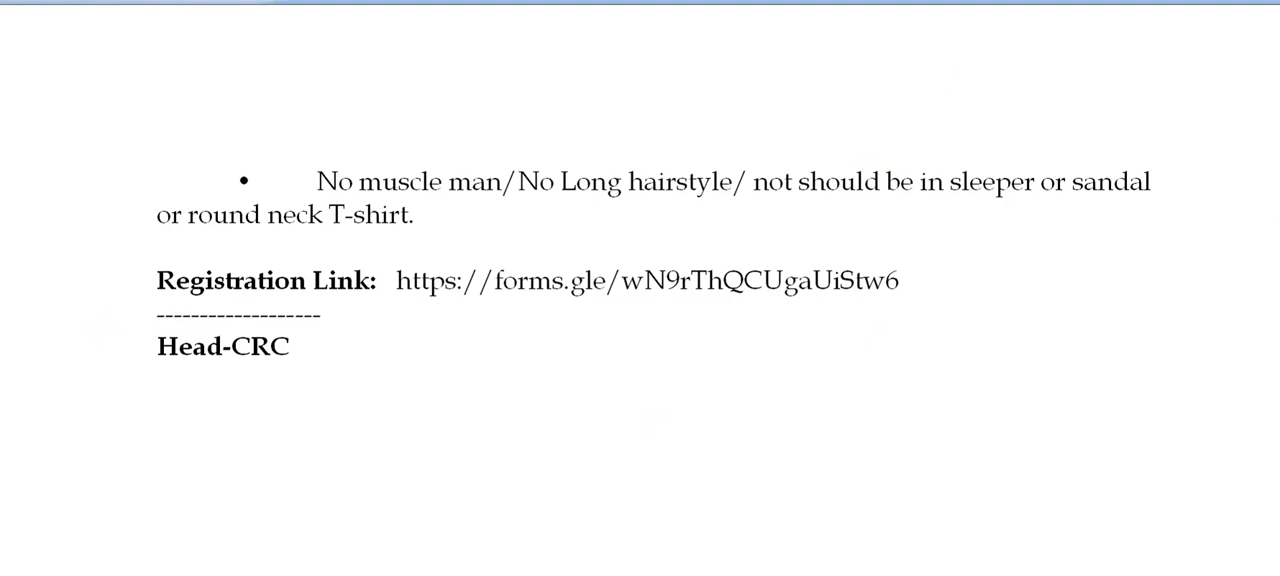 • No muscle man/No Long hairstyle/ not should be in sleeper or sandal
or round neck T-shirt.
Registration Link: https://forms.gle/wN9rThQCUgaUiStw6
-------------------
Head-CRC